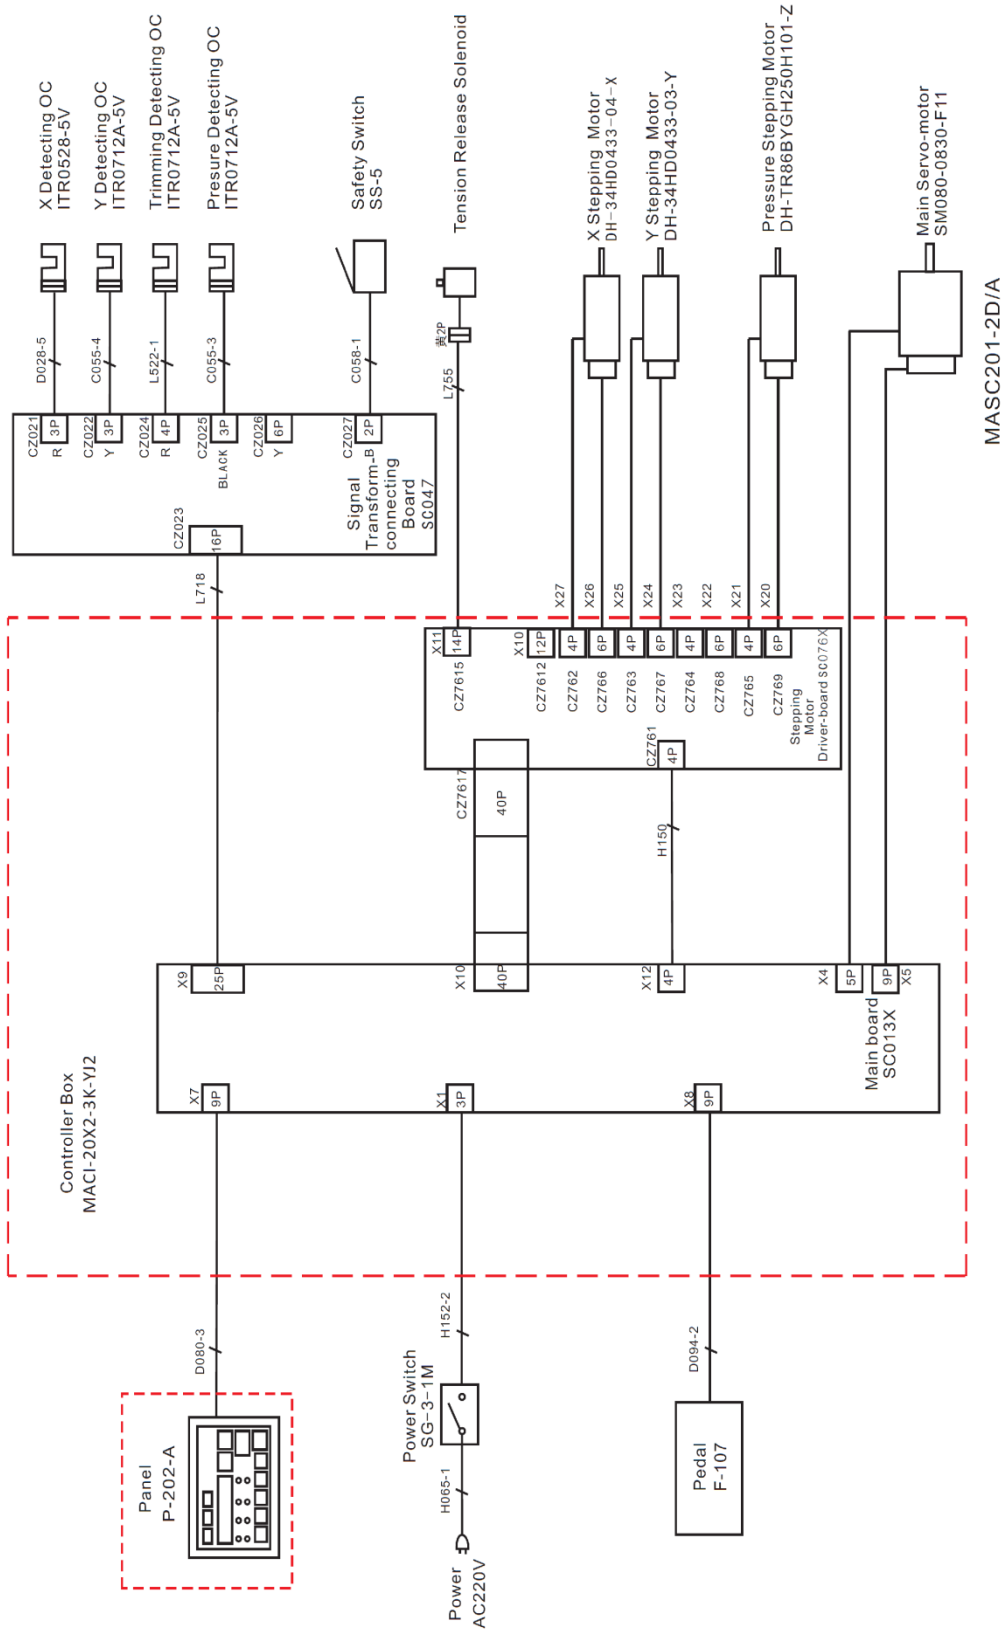 X Detecting OC
ITR0528-5V
Y Detecting OC
ITR0712A-5V
Trimming Detecting OC
ITR0712A-5V
Presure Detecting OC
ITR0712A-5V
Safety Switch
SS-5
Tension Release Solenoid
X Stepping Motor
DH-34HD0433-04-X
Y Stepping Motor
DH-34HD0433-03-Y
Pressure Stepping Motor
DH-TR86BYGH250H101-Z
Main Servo-motor
SM080-0830-F11
MASC201-2D/A
D028-5
C055-4
L522-1
C055-3
C058-1
黄2P
L755
CZ021
3P
R
CZ022
3P
Y
CZ024
4P
R
CZ025
3P
BLACK
CZ026
6P
Y
CZ027
2P
B
Signal
Transform-
connecting
Board
SC047
CZ023
16P
L718
X27
X26
X25
X24
X23
X22
X21
X20
X11
14P
CZ7615
X10
12P
CZ7612
4P
CZ762
6P
CZ766
4P
CZ763
6P
CZ767
4P
CZ764
6P
CZ768
4P
CZ765
6P
CZ769
Stepping
Motor
Driver-board SC076X
CZ7617
40P
CZ761
4P
H150
X9
25P
X10
40P
X12
4P
X4
5P
9P
X5
Main board
SC013X
X7
9P
X1
3P
X8
9P
Controller Box
MACI-20X2-3K-YJ2
D080-3
H152-2
D094-2
Panel
P-202-A
Power Switch
SG-3-1M
H065-1
Power
AC220V
Pedal
F-107